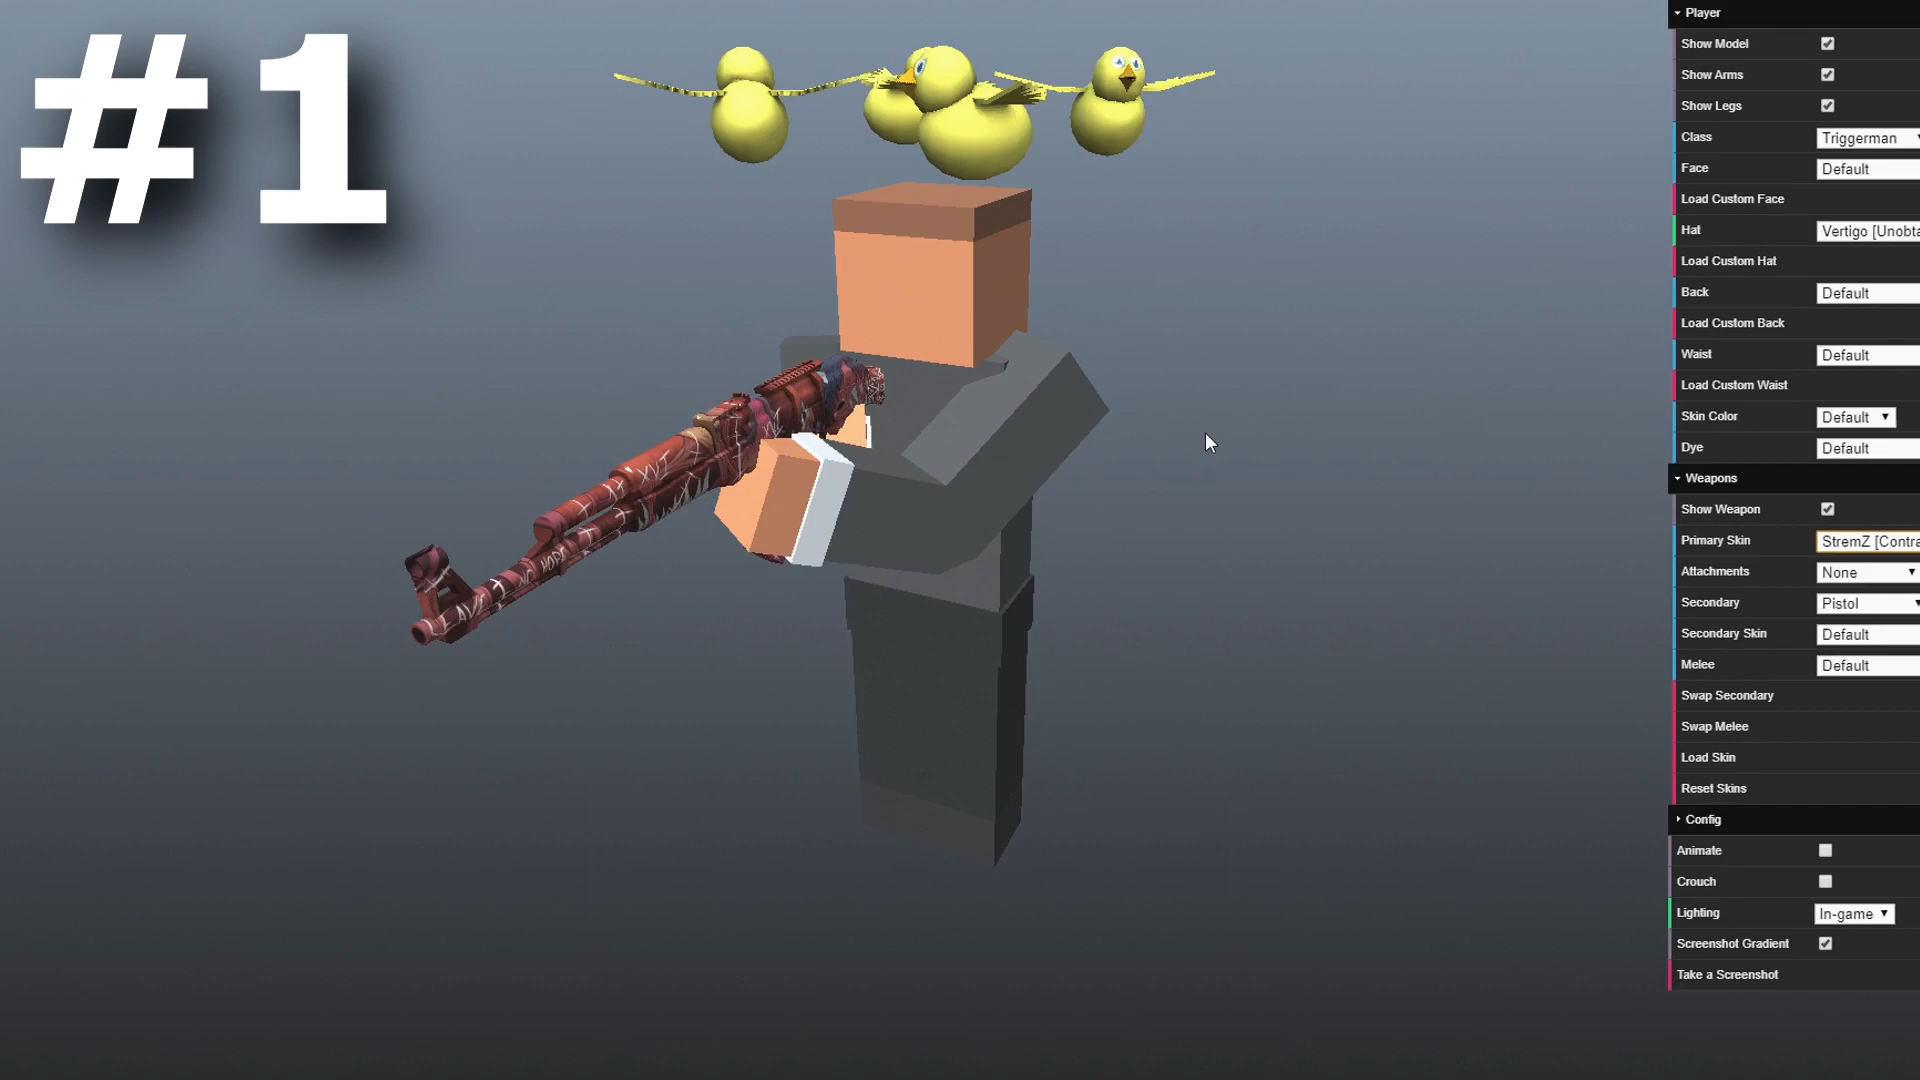 #1
Player
Show Model
Show Arms
Show Legs
Class Triggerman
Face Default
Load Custom Face
Hat Vertigo [Unobta
Load Custom Hat
Back Default
Load Custom Back
Waist Default
Load Custom Waist
Skin Color Default
Dye Default
Weapons
Show Weapon
Primary Skin StremZ [Contra
Attachments None
Secondary Pistol
Secondary Skin Default
Melee Default
Swap Secondary
Swap Melee
Load Skin
Reset Skins
Config
Animate
Crouch
Lighting In-game
Screenshot Gradient
Take a Screenshot
XVI
HOPE